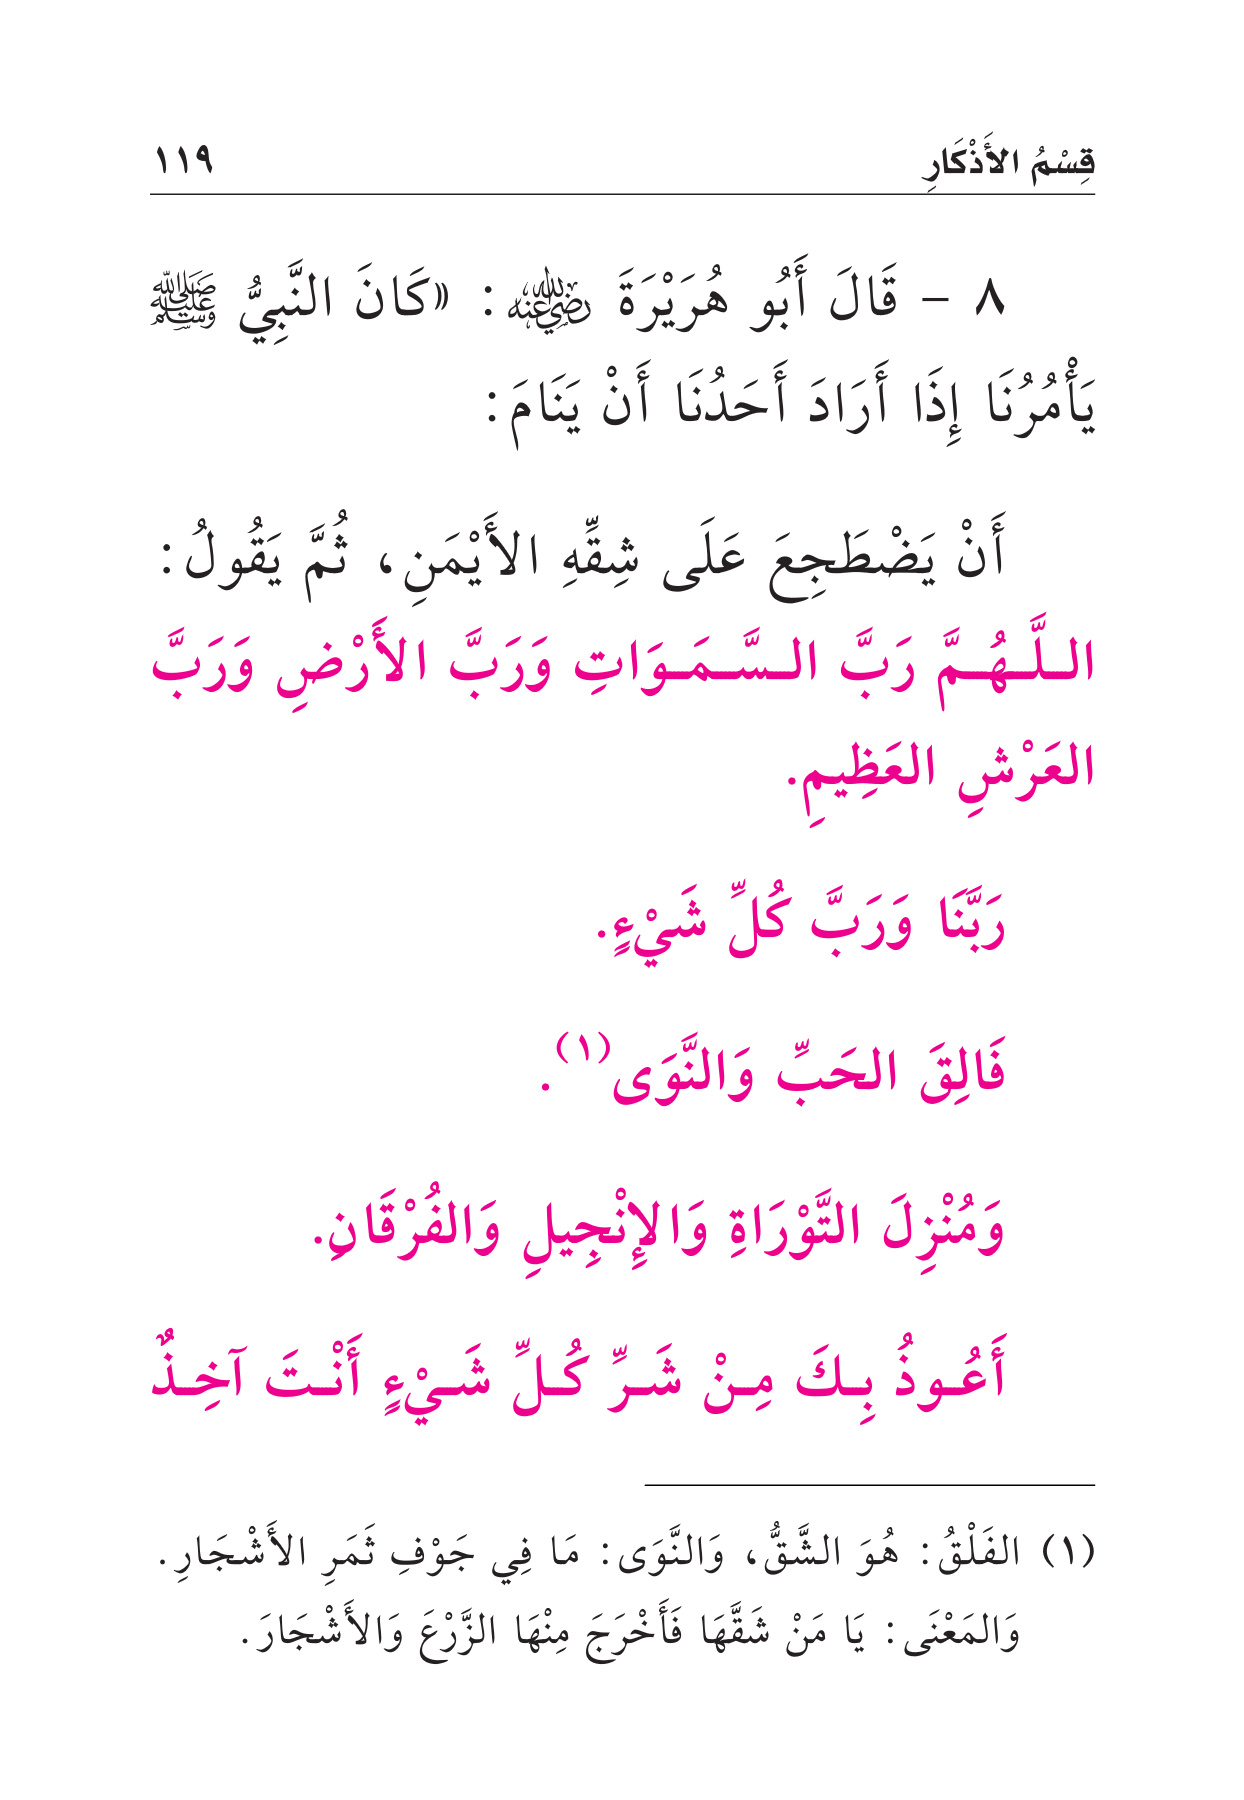 قِسْمُ الأَذْكَارِ ١١٩
٨ - قَالَ أَبُو هُرَيْرَةَ رضي الله عنه: «كَانَ النَّبِيُّ ﷺ
يَأْمُرُنَا إِذَا أَرَادَ أَحَدُنَا أَنْ يَنَامَ:
أَنْ يَضْطَجِعَ عَلَى شِقِّهِ الأَيْمَنِ، ثُمَّ يَقُولُ:
اللَّهُمَّ رَبَّ السَّمَوَاتِ وَرَبَّ الأَرْضِ وَرَبَّ
العَرْشِ العَظِيمِ.
رَبَّنَا وَرَبَّ كُلِّ شَيْءٍ.
فَالِقَ الحَبِّ وَالنَّوَى(١).
وَمُنْزِلَ التَّوْرَاةِ وَالإِنْجِيلِ وَالفُرْقَانِ.
أَعُوذُ بِكَ مِنْ شَرِّ كُلِّ شَيْءٍ أَنْتَ آخِذٌ
(١) الفَلْقُ: هُوَ الشَّقُّ، وَالنَّوَى: مَا فِي جَوْفِ ثَمَرِ الأَشْجَارِ.
وَالمَعْنَى: يَا مَنْ شَقَّهَا فَأَخْرَجَ مِنْهَا الزَّرْعَ وَالأَشْجَارَ.